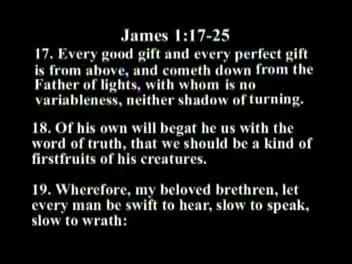 James 1:17-25
17. Every good gift and every perfect gift
is from above, and cometh down from the
Father of lights, with whom is no
variableness, neither shadow of turning.
18. Of his own will begat he us with the
word of truth, that we should be a kind of
firstfruits of his creatures.
19. Wherefore, my beloved brethren, let
every man be swift to hear, slow to speak,
slow to wrath: